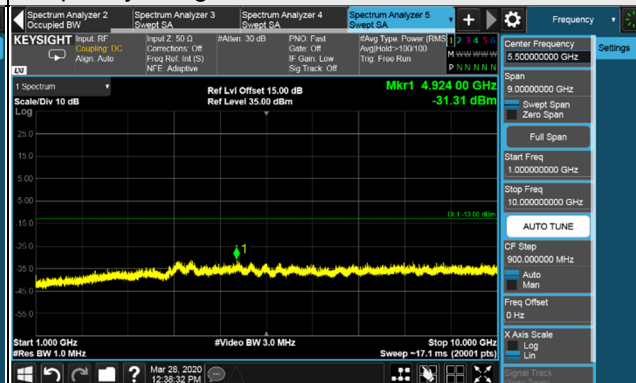 Spectrum Analyzer 2
Occupied BW
Spectrum Analyzer 3
Swept SA
Spectrum Analyzer 4
Swept SA
Spectrum Analyzer 5
Swept SA
Frequency
KEYSIGHT
Input: RF
Coupling: DC
Align: Auto
LXI
Input Z: 50 Ω
Corrections: Off
Freq Ref: Int (S)
NFE: Adaptive
#Atten: 30 dB
PNO: Fast
Gate: Off
IF Gain: Low
Sig Track: Off
#Avg Type: Power (RMS
Avg|Hold:>100/100
Trig: Free Run
1 2 3 4 5 6
M W W W W W
P N N N N N
1 Spectrum
Scale/Div 10 dB
Log
Ref Lvl Offset 15.00 dB
Ref Level 35.00 dBm
Mkr1 4.924 00 GHz
-31.31 dBm
25.0
15.0
5.00
-5.00
-15.0
-25.0
-35.0
-45.0
-55.0
DL1 -13.00 dBm
1
Start 1.000 GHz
#Res BW 1.0 MHz
#Video BW 3.0 MHz
Stop 10.000 GHz
Sweep ~17.1 ms (20001 pts)
Center Frequency
5.500000000 GHz
Span
9.00000000 GHz
Swept Span
Zero Span
Full Span
Start Freq
1.000000000 GHz
Stop Freq
10.000000000 GHz
AUTO TUNE
CF Step
900.000000 MHz
Auto
Man
Freq Offset
0 Hz
X Axis Scale
Log
Lin
Signal Track
Settings
Mar 28, 2020
12:38:32 PM